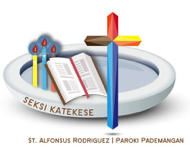 SEKSI KATEKESE
ST. ALFONSUS RODRIGUEZ | PAROKI PADEMANGAN